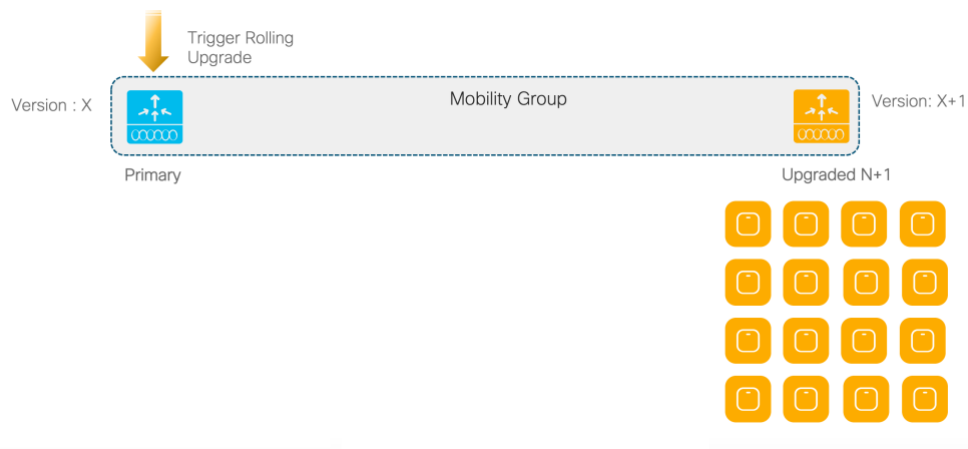 Trigger Rolling
Upgrade
Version : X
Mobility Group
Version: X+1
Primary
Upgraded N+1